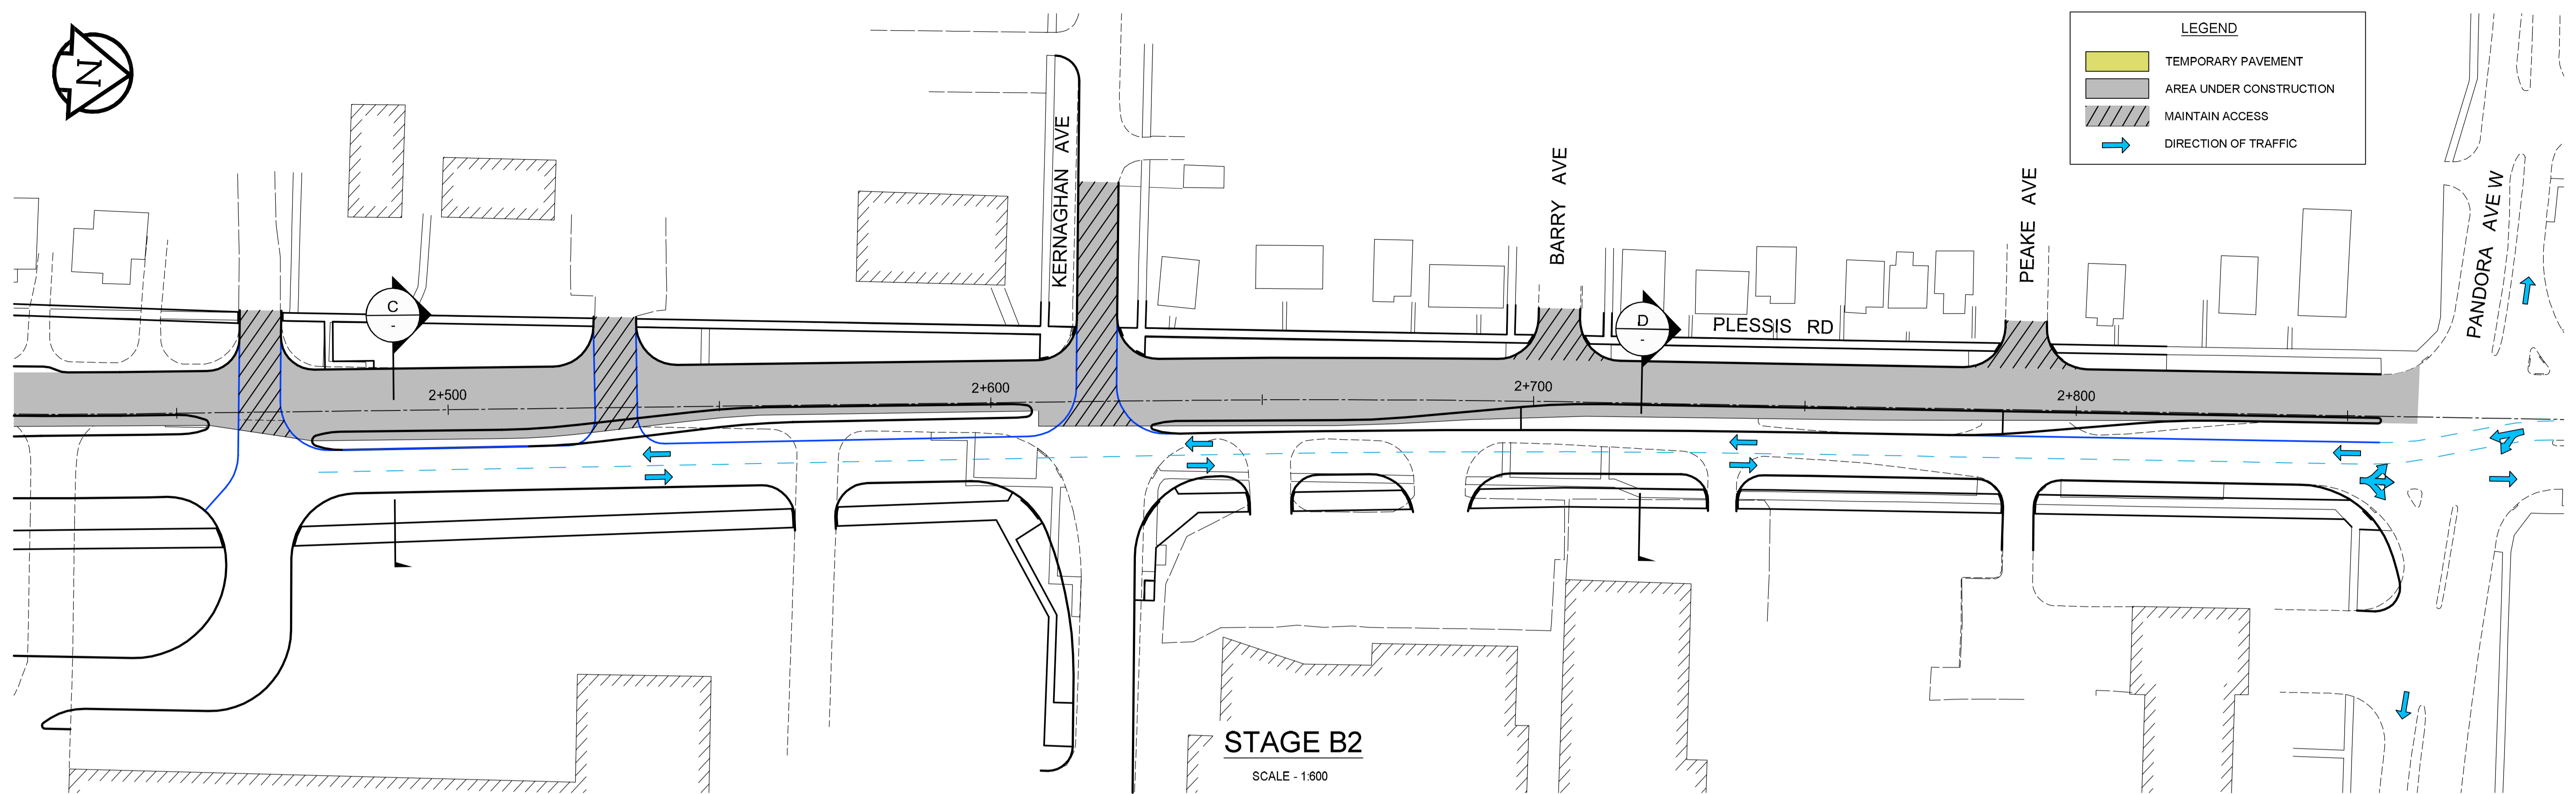 N
LEGEND
TEMPORARY PAVEMENT
AREA UNDER CONSTRUCTION
MAINTAIN ACCESS
DIRECTION OF TRAFFIC
KERNAGHAN AVE
BARRY AVE
PEAKE AVE
PANDORA AVE W
C
-
D
-
PLESSIS RD
2+500
2+600
2+700
2+800
STAGE B2
SCALE - 1:600